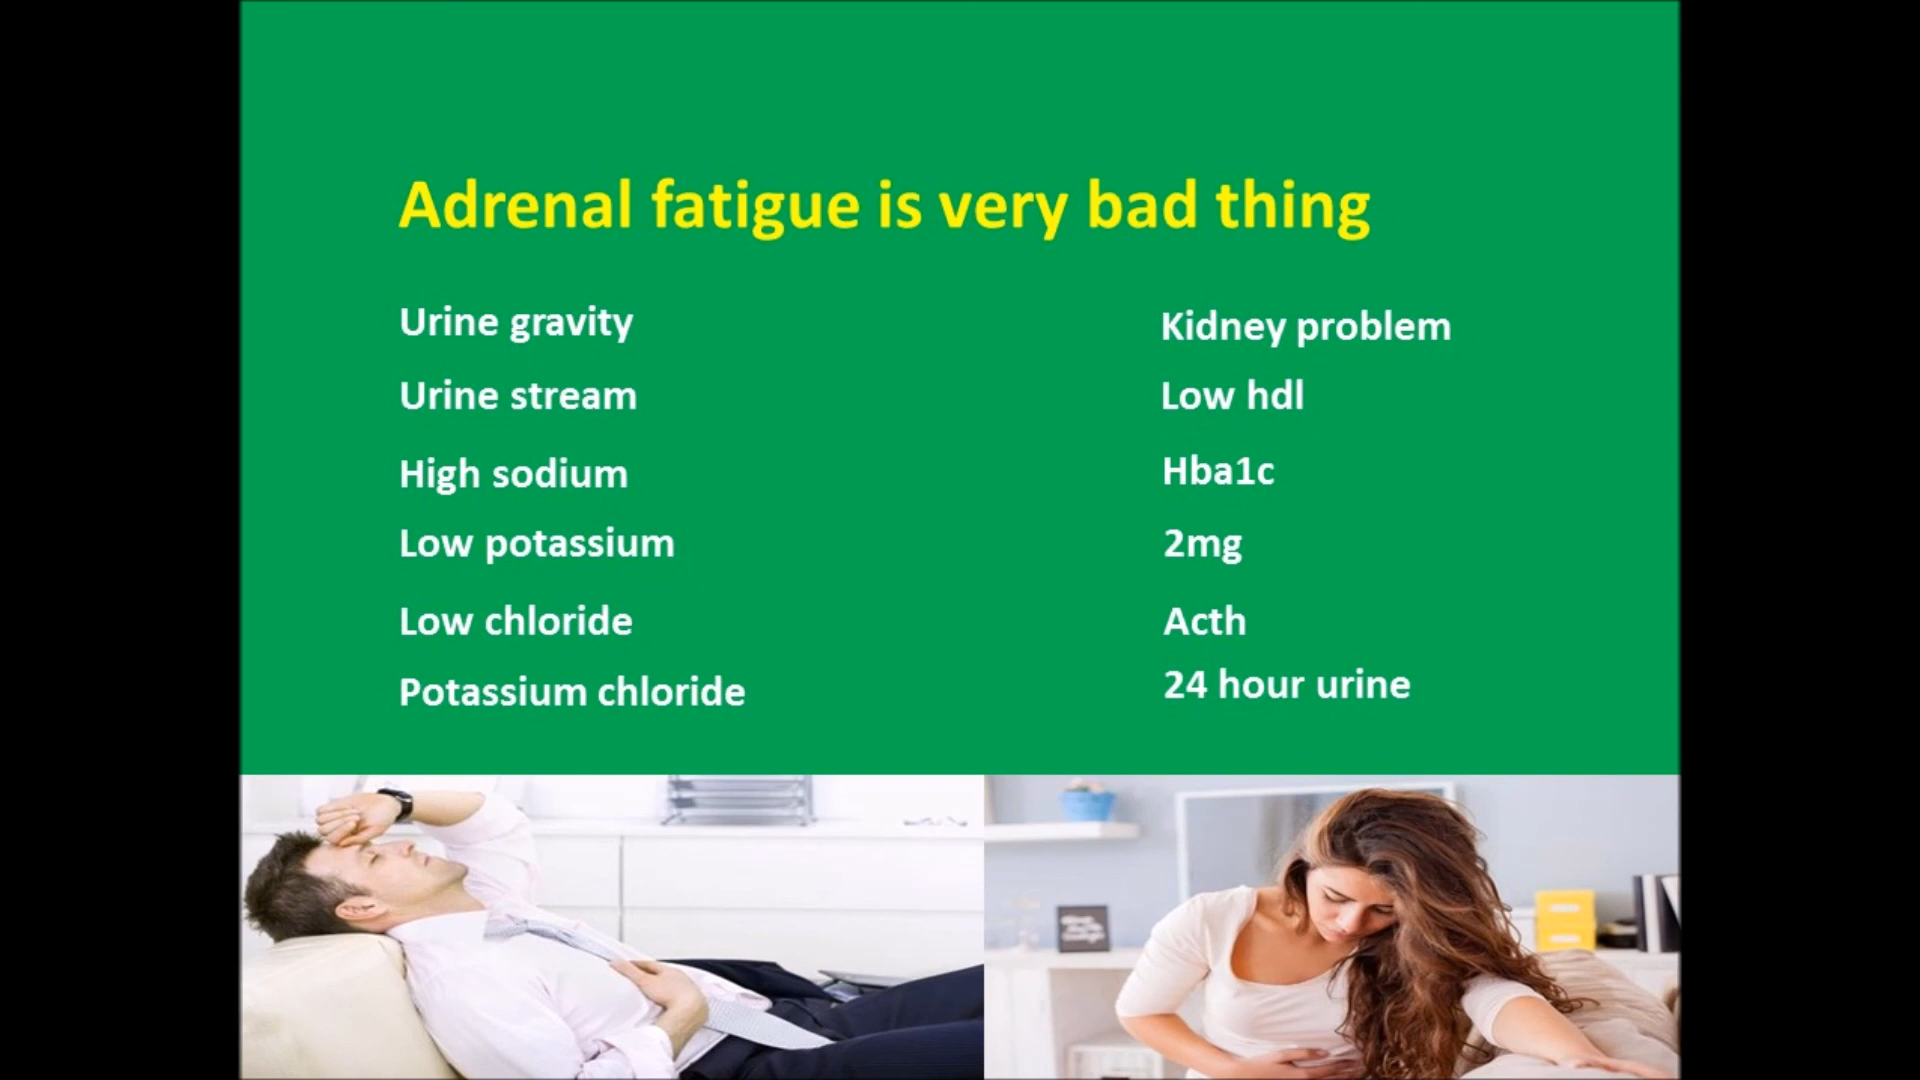 Adrenal fatigue is very bad thing
Urine gravity
Urine stream
High sodium
Low potassium
Low chloride
Potassium chloride
Kidney problem
Low hdl
Hba1c
2mg
Acth
24 hour urine